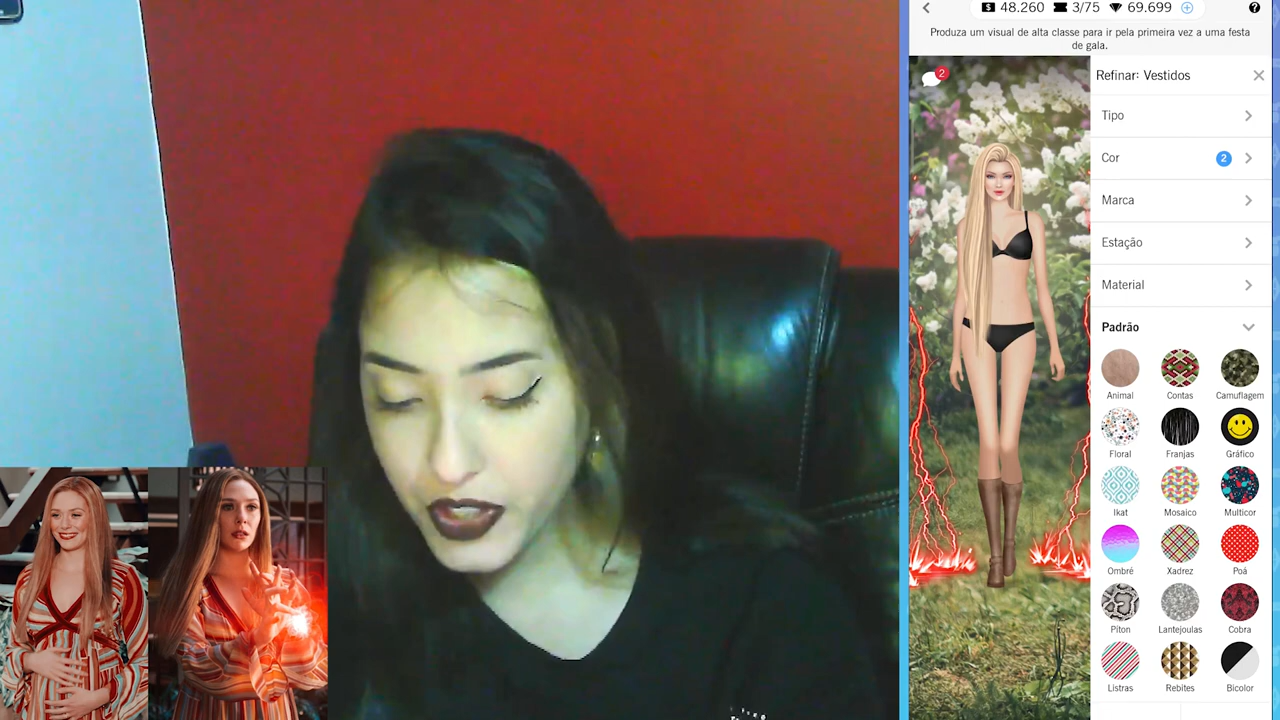 48.260 3/75 69.699
Produza um visual de alta classe para ir pela primeira vez a uma festa
de gala.
2
Refinar: Vestidos
Tipo
Cor 2
Marca
Estação
Material
Padrão
Animal Contas Camuflagem
Floral Franjas Gráfico
Ikat Mosaico Multicor
Ombré Xadrez Poá
Píton Lantejoulas Cobra
Listras Rebites Bicolor